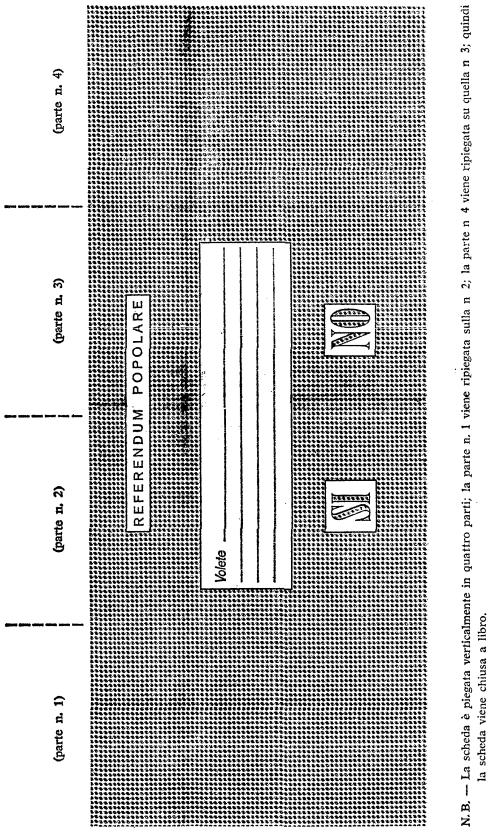 (parte n. 1) (parte n. 2) (parte n. 3) (parte n. 4)
REFERENDUM POPOLARE
Volete
SI NO
N. B. — La scheda è piegata verticalmente in quattro parti; la parte n. 1 viene ripiegata sulla n 2; la parte n 4 viene ripiegata su quella n 3; quindi
la scheda viene chiusa a libro.